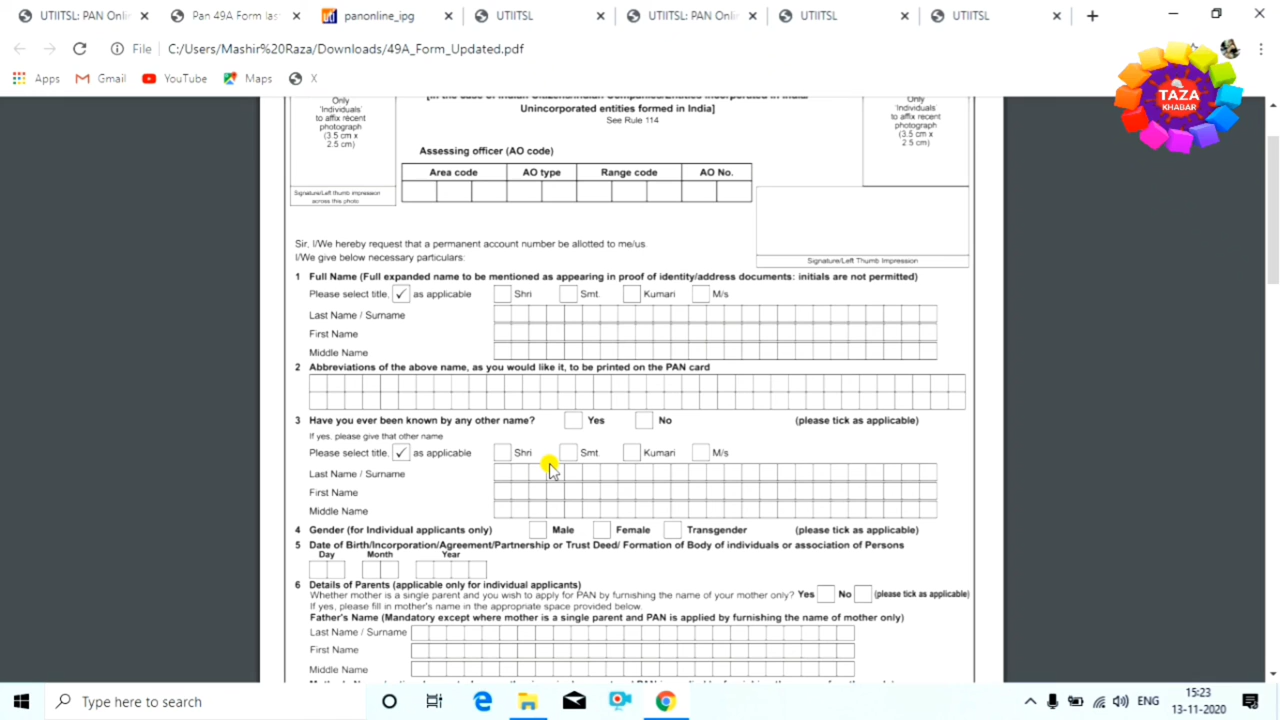 UTIITSL: PAN Onlin
Pan 49A Form las
panonline_ipg
UTIITSL
UTIITSL: PAN Onlin
UTIITSL
UTIITSL
File C:/Users/Mashir%20Raza/Downloads/49A_Form_Updated.pdf
Apps Gmail YouTube Maps X
TAZA
KHABAR
Only
'Individuals'
to affix recent
photograph
(3.5 cm x
2.5 cm)
Signature/Left thumb impression
across this photo
[In the case of Indian Citizens/Indian Companies/Entities incorporated in India/
Unincorporated entities formed in India]
See Rule 114
Only
'Individuals'
to affix recent
photograph
(3.5 cm x
2.5 cm)
Assessing officer (AO code)
Area code AO type Range code AO No.
Signature/Left Thumb Impression
Sir, I/We hereby request that a permanent account number be allotted to me/us.
I/We give below necessary particulars:
1 Full Name (Full expanded name to be mentioned as appearing in proof of identity/address documents: initials are not permitted)
Please select title, ✓ as applicable Shri Smt. Kumari M/s
Last Name / Surname
First Name
Middle Name
2 Abbreviations of the above name, as you would like it, to be printed on the PAN card
3 Have you ever been known by any other name? Yes No (please tick as applicable)
If yes, please give that other name
Please select title, ✓ as applicable Shri Smt. Kumari M/s
Last Name / Surname
First Name
Middle Name
4 Gender (for Individual applicants only) Male Female Transgender (please tick as applicable)
5 Date of Birth/Incorporation/Agreement/Partnership or Trust Deed/ Formation of Body of individuals or association of Persons
Day Month Year
6 Details of Parents (applicable only for individual applicants)
Whether mother is a single parent and you wish to apply for PAN by furnishing the name of your mother only? Yes No (please tick as applicable)
If yes, please fill in mother's name in the appropriate space provided below.
Father's Name (Mandatory except where mother is a single parent and PAN is applied by furnishing the name of mother only)
Last Name / Surname
First Name
Middle Name
Type here to search
ENG
15:23
13-11-2020